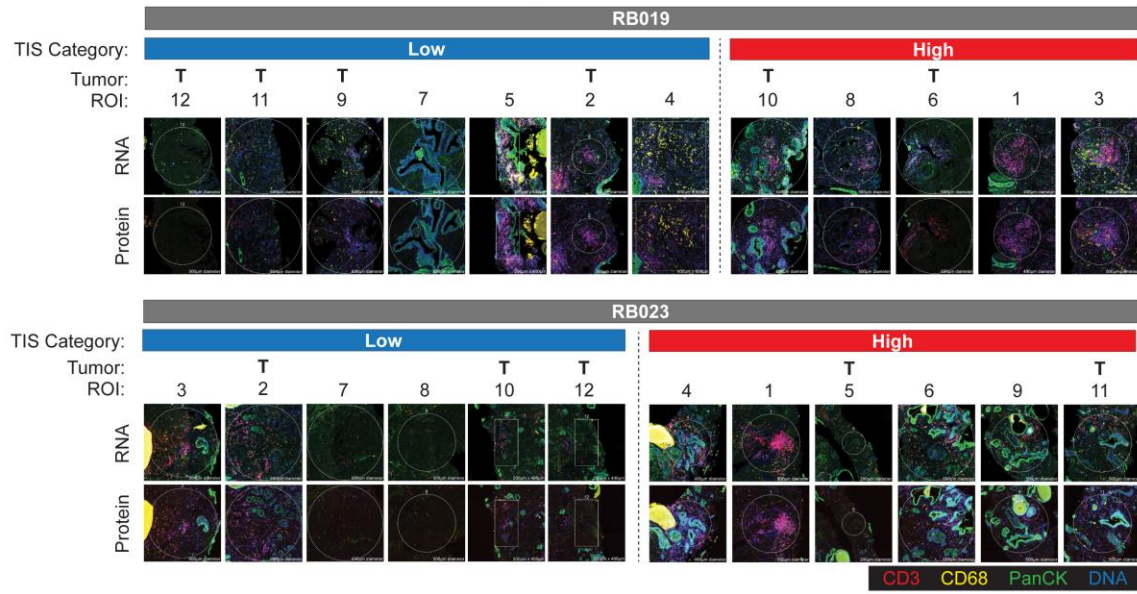 RB019
TIS Category: Low High
Tumor: T T T T T T
ROI: 12 11 9 7 5 2 4 10 8 6 1 3
RNA
Protein
RB023
TIS Category: Low High
Tumor: T T T T T
ROI: 3 2 7 8 10 12 4 1 5 6 9 11
RNA
Protein
CD3 CD68 PanCK DNA